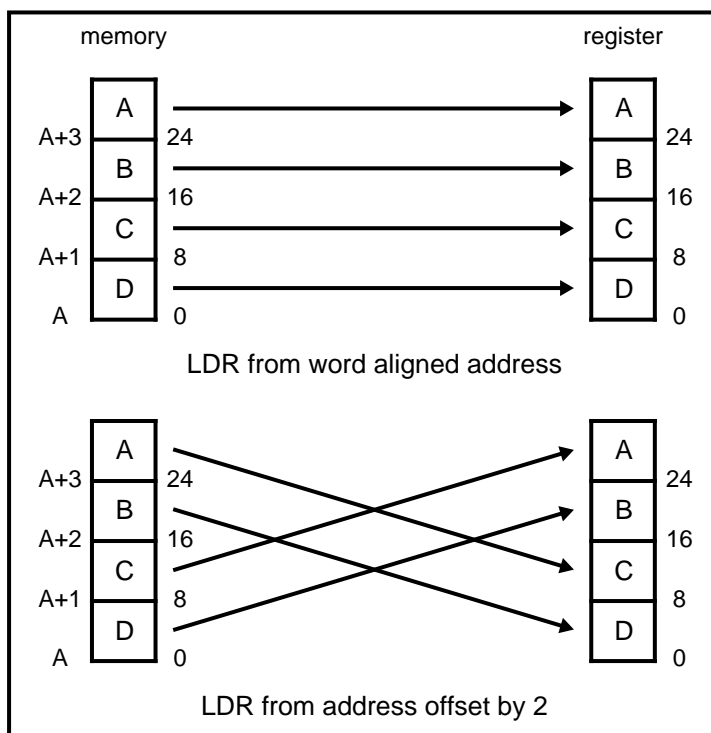 memory register
A A
A+3 24 24
B B
A+2 16 16
C C
A+1 8 8
D D
A 0 0
LDR from word aligned address
A A
A+3 24 24
B B
A+2 16 16
C C
A+1 8 8
D D
A 0 0
LDR from address offset by 2